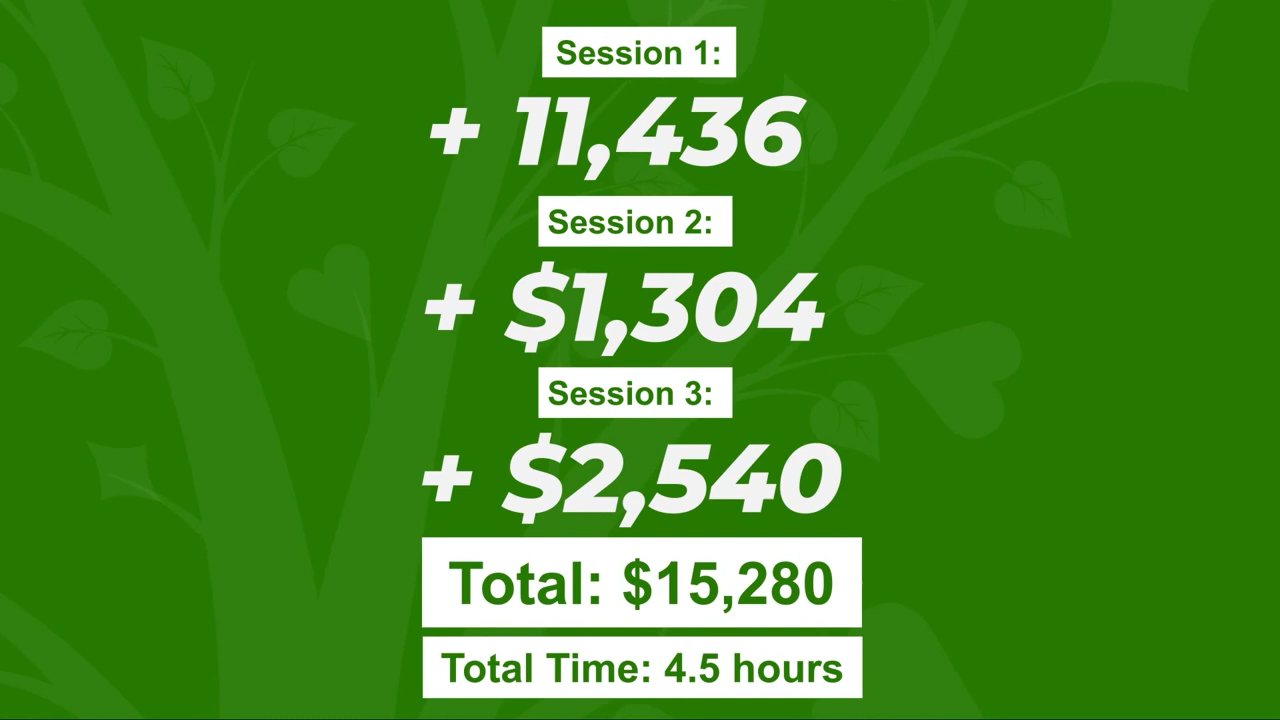 Session 1:
+ 11,436
Session 2:
+ $1,304
Session 3:
+ $2,540
Total: $15,280
Total Time: 4.5 hours